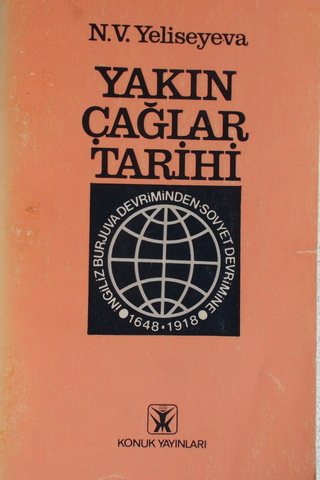 N.V. Yeliseyeva
YAKIN
ÇAĞLAR
TARİHİ
İNGİLİZ BURJUVA DEVRİMİNDEN·SOVYET DEVRİMİNE
1648·1918
KONUK YAYINLARI